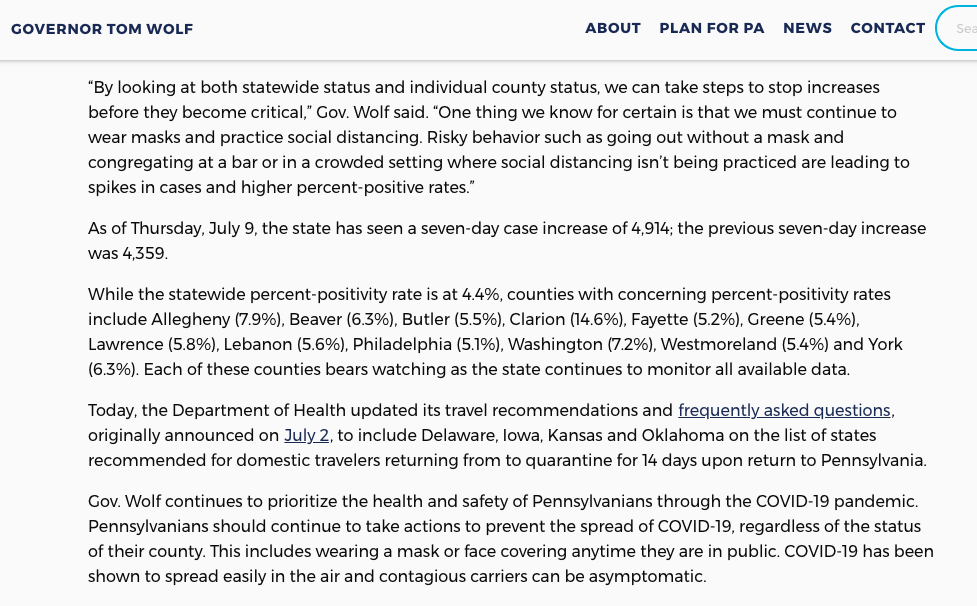 GOVERNOR TOM WOLF
ABOUT PLAN FOR PA NEWS CONTACT Sea
“By looking at both statewide status and individual county status, we can take steps to stop increases
before they become critical,” Gov. Wolf said. “One thing we know for certain is that we must continue to
wear masks and practice social distancing. Risky behavior such as going out without a mask and
congregating at a bar or in a crowded setting where social distancing isn’t being practiced are leading to
spikes in cases and higher percent-positive rates.”
As of Thursday, July 9, the state has seen a seven-day case increase of 4,914; the previous seven-day increase
was 4,359.
While the statewide percent-positivity rate is at 4.4%, counties with concerning percent-positivity rates
include Allegheny (7.9%), Beaver (6.3%), Butler (5.5%), Clarion (14.6%), Fayette (5.2%), Greene (5.4%),
Lawrence (5.8%), Lebanon (5.6%), Philadelphia (5.1%), Washington (7.2%), Westmoreland (5.4%) and York
(6.3%). Each of these counties bears watching as the state continues to monitor all available data.
Today, the Department of Health updated its travel recommendations and frequently asked questions,
originally announced on July 2, to include Delaware, Iowa, Kansas and Oklahoma on the list of states
recommended for domestic travelers returning from to quarantine for 14 days upon return to Pennsylvania.
Gov. Wolf continues to prioritize the health and safety of Pennsylvanians through the COVID-19 pandemic.
Pennsylvanians should continue to take actions to prevent the spread of COVID-19, regardless of the status
of their county. This includes wearing a mask or face covering anytime they are in public. COVID-19 has been
shown to spread easily in the air and contagious carriers can be asymptomatic.